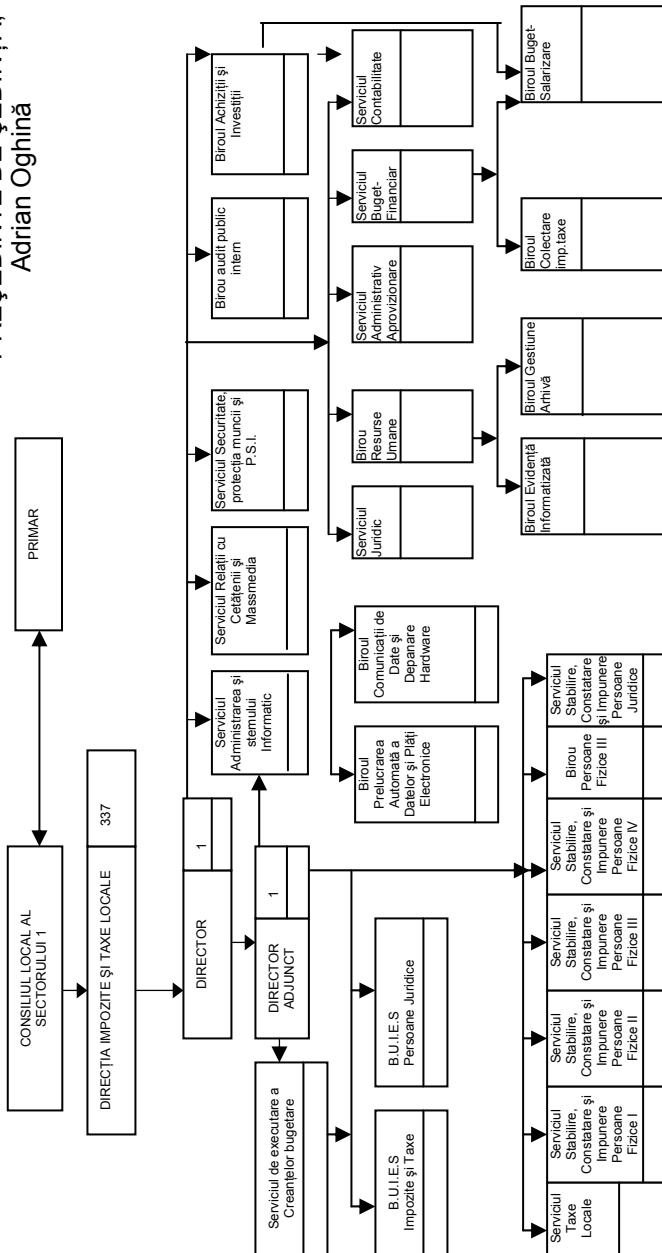 PREȘEDINTE DE ȘEDINȚĂ,
Adrian Oghină
CONSILIUL LOCAL AL
SECTORULUI 1
PRIMAR
DIRECȚIA IMPOZITE ȘI TAXE LOCALE
337
DIRECTOR
1
DIRECTOR
ADJUNCT
1
Serviciul
Administrarea și
stemului
Informatic
Serviciul Relații cu
Cetățenii și
Massmedia
Serviciul Securitate,
protecția muncii și
P.S.I.
Birou audit public
intern
Biroul Achiziții și
Investiții
Serviciul de executare a
Creanțelor bugetare
B.U.I.E.S
Impozite și Taxe
B.U.I.E.S
Persoane Juridice
Biroul
Prelucrarea
Automată a
Datelor și Plăți
Electronice
Biroul
Comunicații de
Date și
Depanare
Hardware
Serviciul
Juridic
Birou
Resurse
Umane
Serviciul
Administrativ
Aprovizionare
Serviciul
Buget-
Financiar
Serviciul
Contabilitate
Biroul Evidență
Informatizată
Biroul Gestiune
Arhivă
Biroul
Colectare
imp.taxe
Biroul Buget-
Salarizare
Serviciul
Taxe
Locale
Serviciul
Stabilire,
Constatare și
Impunere
Persoane
Fizice I
Serviciul
Stabilire,
Constatare și
Impunere
Persoane
Fizice II
Serviciul
Stabilire,
Constatare și
Impunere
Persoane
Fizice III
Serviciul
Stabilire,
Constatare și
Impunere
Persoane
Fizice IV
Birou
Persoane
Fizice III
Serviciul
Stabilire,
Constatare
și Impunere
Persoane
Juridice